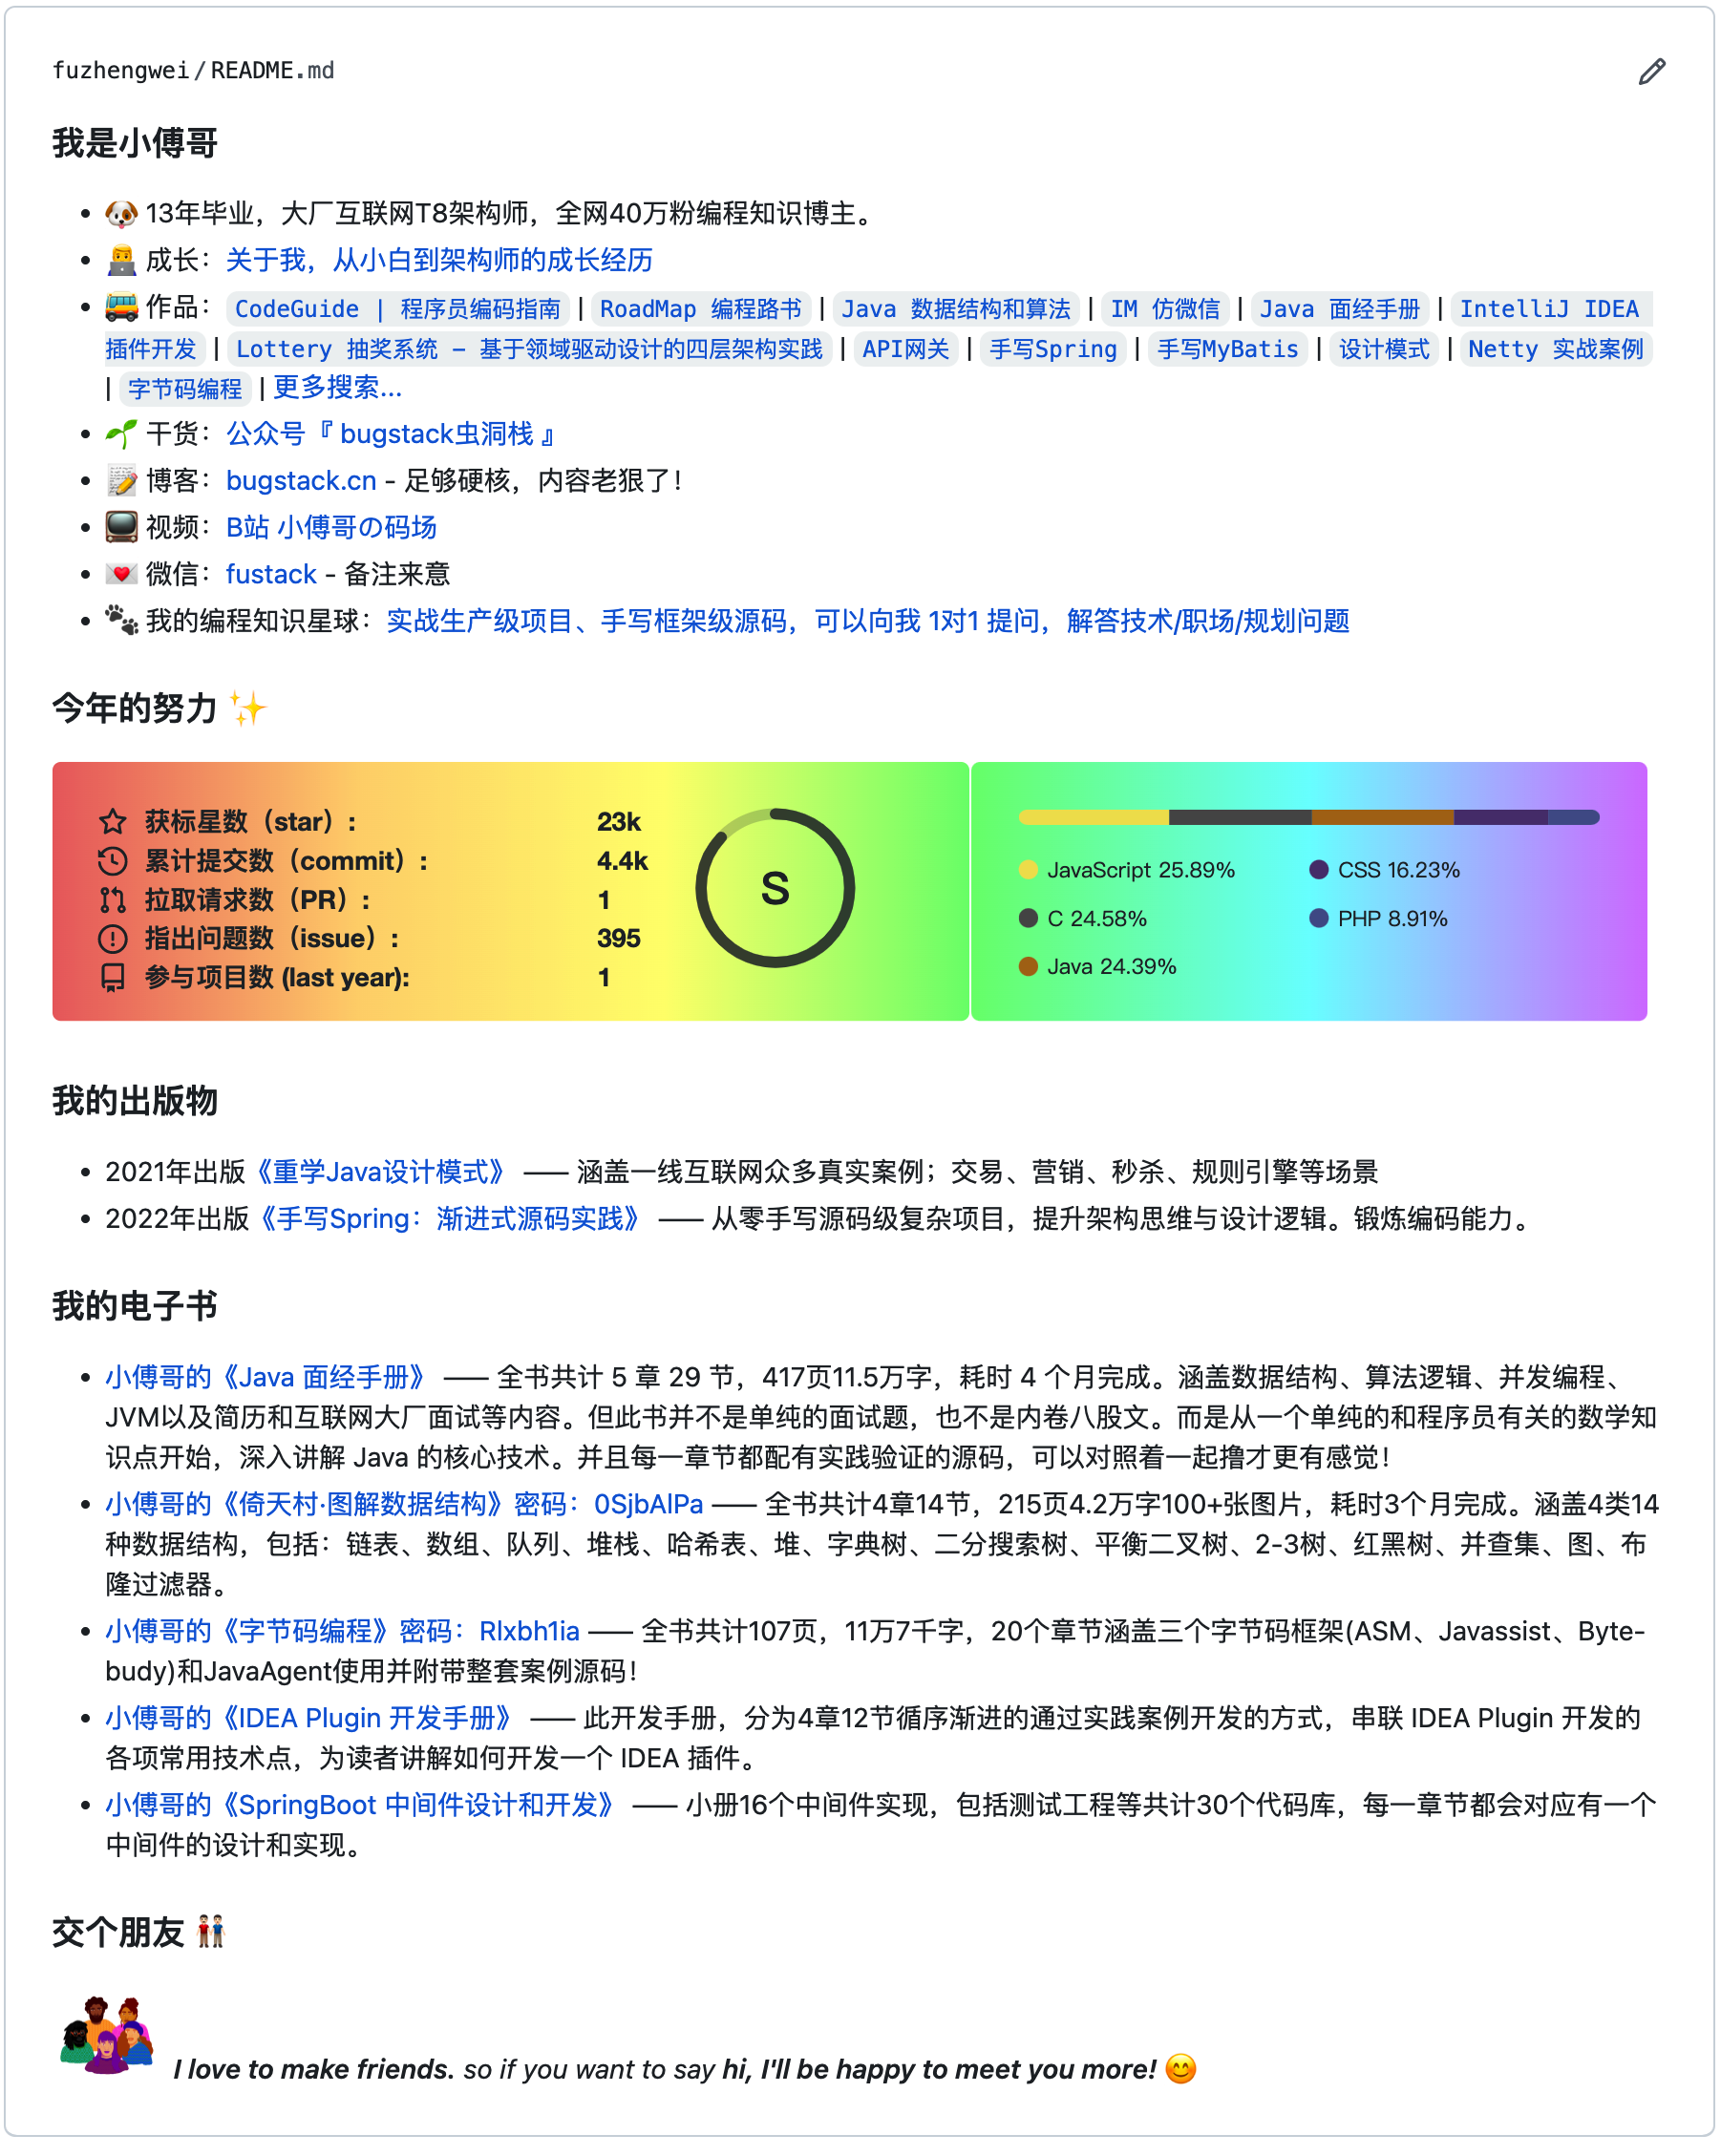 fuzhengwei/README.md
我是小傅哥
13年毕业，大厂互联网T8架构师，全网40万粉编程知识博主。
成长：关于我，从小白到架构师的成长经历
作品： CodeGuide | 程序员编码指南 | RoadMap 编程路书 | Java 数据结构和算法 | IM 仿微信 | Java 面经手册 | IntelliJ IDEA
插件开发 | Lottery 抽奖系统 - 基于领域驱动设计的四层架构实践 | API网关 | 手写Spring | 手写MyBatis | 设计模式 | Netty 实战案例
| 字节码编程 | 更多搜索...
干货：公众号『 bugstack虫洞栈 』
博客：bugstack.cn - 足够硬核，内容老狠了！
视频：B站 小傅哥の码场
微信：fustack - 备注来意
我的编程知识星球：实战生产级项目、手写框架级源码，可以向我 1对1 提问，解答技术/职场/规划问题
今年的努力
获标星数（star）: 23k
累计提交数（commit）: 4.4k
拉取请求数（PR）: 1
指出问题数（issue）: 395
参与项目数 (last year): 1
S
JavaScript 25.89%
C 24.58%
Java 24.39%
CSS 16.23%
PHP 8.91%
我的出版物
2021年出版《重学Java设计模式》 —— 涵盖一线互联网众多真实案例；交易、营销、秒杀、规则引擎等场景
2022年出版《手写Spring：渐进式源码实践》 —— 从零手写源码级复杂项目，提升架构思维与设计逻辑。锻炼编码能力。
我的电子书
小傅哥的《Java 面经手册》 —— 全书共计 5 章 29 节，417页11.5万字，耗时 4 个月完成。涵盖数据结构、算法逻辑、并发编程、
JVM以及简历和互联网大厂面试等内容。但此书并不是单纯的面试题，也不是内卷八股文。而是从一个单纯的和程序员有关的数学知
识点开始，深入讲解 Java 的核心技术。并且每一章节都配有实践验证的源码，可以对照着一起撸才更有感觉！
小傅哥的《倚天村·图解数据结构》密码：0SjbAlPa —— 全书共计4章14节，215页4.2万字100+张图片，耗时3个月完成。涵盖4类14
种数据结构，包括：链表、数组、队列、堆栈、哈希表、堆、字典树、二分搜索树、平衡二叉树、2-3树、红黑树、并查集、图、布
隆过滤器。
小傅哥的《字节码编程》密码：Rlxbh1ia —— 全书共计107页，11万7千字，20个章节涵盖三个字节码框架(ASM、Javassist、Byte-
budy)和JavaAgent使用并附带整套案例源码！
小傅哥的《IDEA Plugin 开发手册》 —— 此开发手册，分为4章12节循序渐进的通过实践案例开发的方式，串联 IDEA Plugin 开发的
各项常用技术点，为读者讲解如何开发一个 IDEA 插件。
小傅哥的《SpringBoot 中间件设计和开发》 —— 小册16个中间件实现，包括测试工程等共计30个代码库，每一章节都会对应有一个
中间件的设计和实现。
交个朋友
I love to make friends. so if you want to say hi, I'll be happy to meet you more!